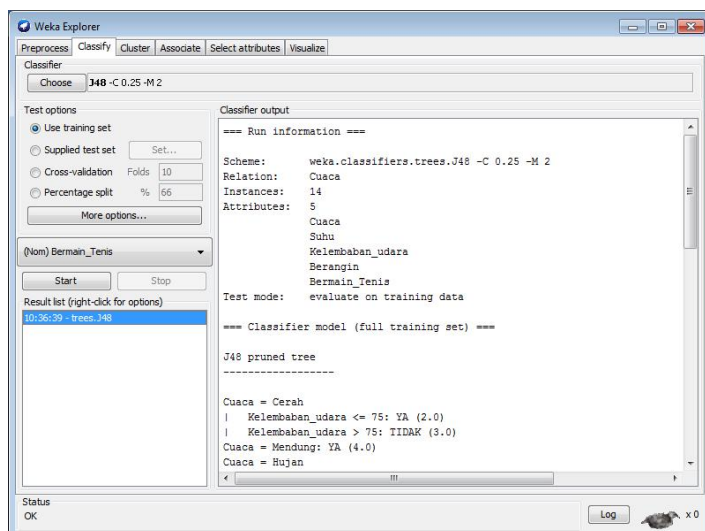 Weka Explorer
Preprocess Classify Cluster Associate Select attributes Visualize
Classifier
Choose J48 -C 0.25 -M 2
Test options
Use training set
Supplied test set Set...
Cross-validation Folds 10
Percentage split % 66
More options...
(Nom) Bermain_Tenis
Start Stop
Result list (right-click for options)
10:36:39 - trees.J48
Classifier output
=== Run information ===
Scheme: weka.classifiers.trees.J48 -C 0.25 -M 2
Relation: Cuaca
Instances: 14
Attributes: 5
Cuaca
Suhu
Kelembaban_udara
Berangin
Bermain_Tenis
Test mode: evaluate on training data
=== Classifier model (full training set) ===
J48 pruned tree
------------------
Cuaca = Cerah
| Kelembaban_udara <= 75: YA (2.0)
| Kelembaban_udara > 75: TIDAK (3.0)
Cuaca = Mendung: YA (4.0)
Cuaca = Hujan
Status
OK
Log x 0